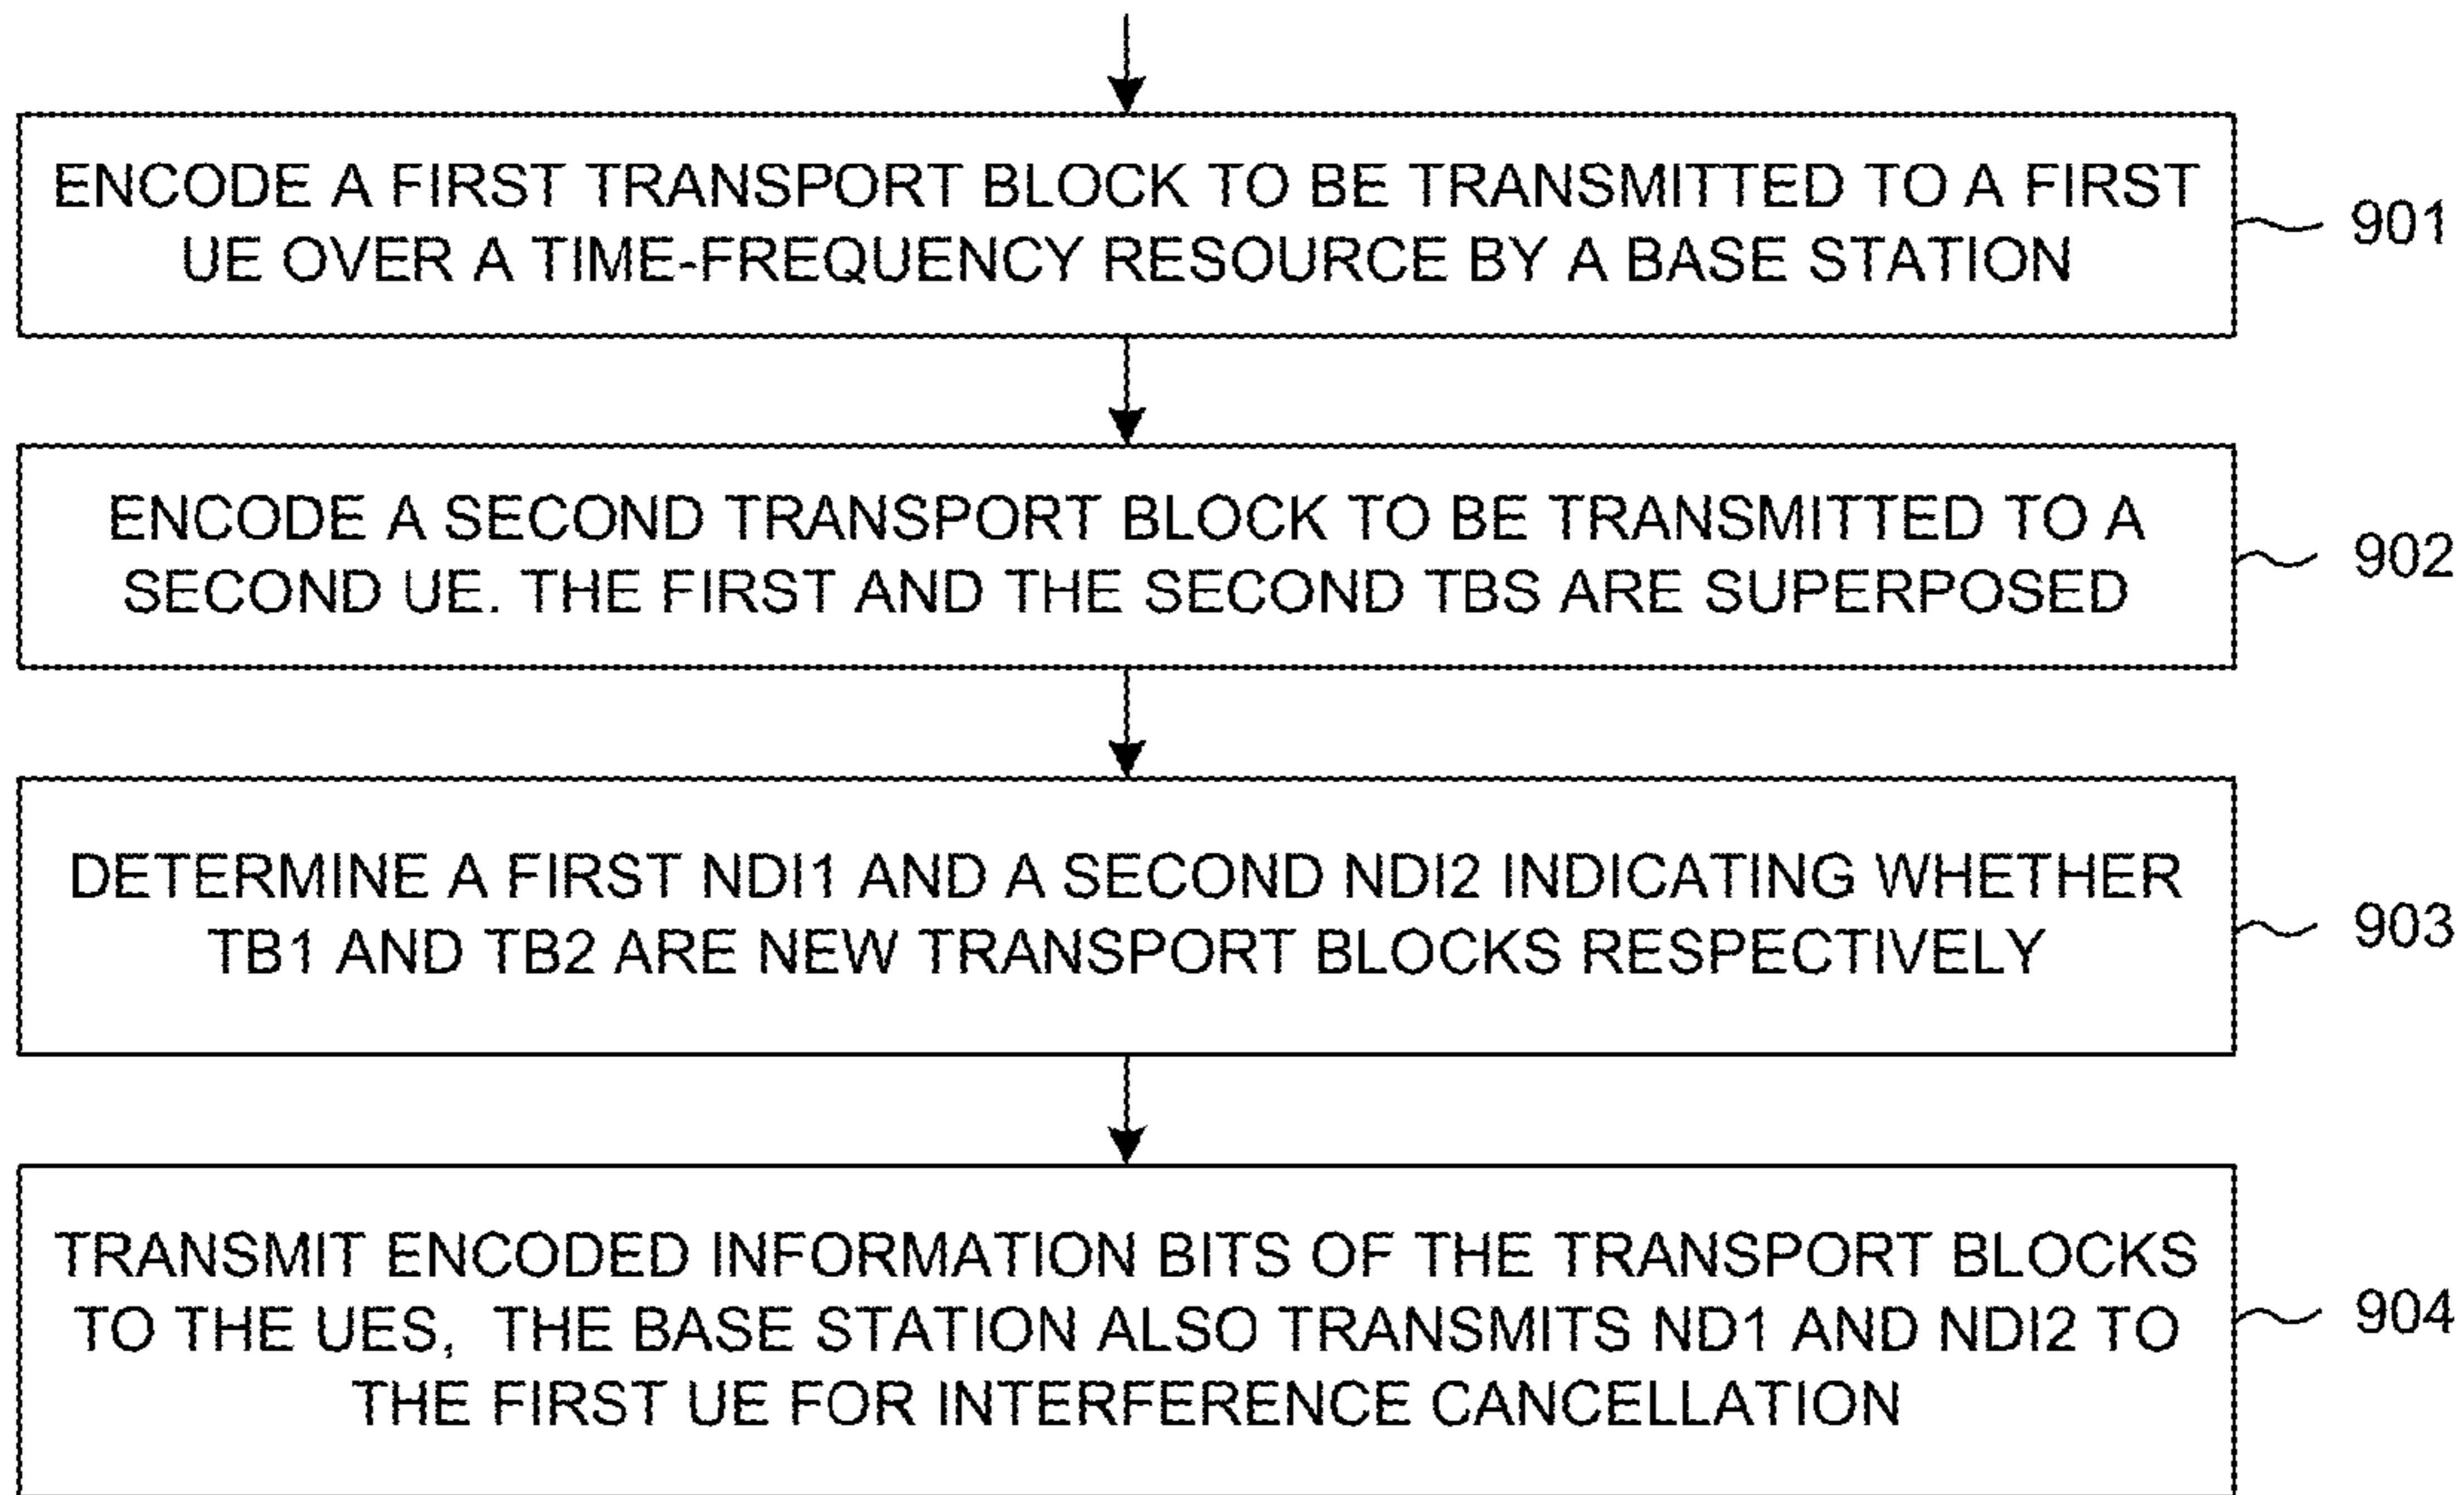 ENCODE A FIRST TRANSPORT BLOCK TO BE TRANSMITTED TO A FIRST
UE OVER A TIME-FREQUENCY RESOURCE BY A BASE STATION
901
ENCODE A SECOND TRANSPORT BLOCK TO BE TRANSMITTED TO A
SECOND UE. THE FIRST AND THE SECOND TBS ARE SUPERPOSED
902
DETERMINE A FIRST NDI1 AND A SECOND NDI2 INDICATING WHETHER
TB1 AND TB2 ARE NEW TRANSPORT BLOCKS RESPECTIVELY
903
TRANSMIT ENCODED INFORMATION BITS OF THE TRANSPORT BLOCKS
TO THE UES, THE BASE STATION ALSO TRANSMITS ND1 AND NDI2 TO
THE FIRST UE FOR INTERFERENCE CANCELLATION
904